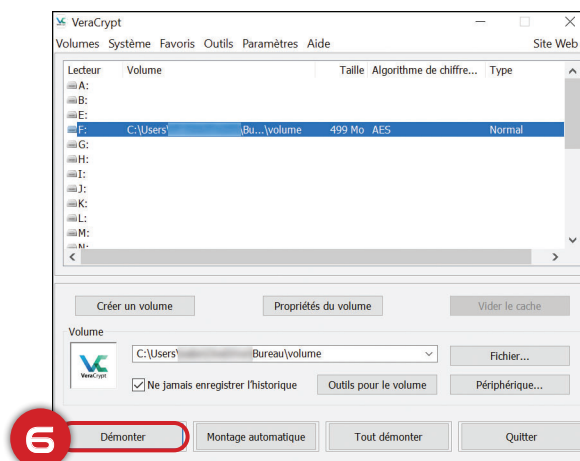 VeraCrypt
Volumes Système Favoris Outils Paramètres Aide Site Web
Lecteur Volume Taille Algorithme de chiffre... Type
A:
B:
E:
F: C:\Users\ \Bu...\volume 499 Mo AES Normal
G:
H:
I:
J:
K:
L:
M:
N:
Créer un volume Propriétés du volume Vider le cache
Volume
VeraCrypt
C:\Users\ Bureau\volume Fichier...
Ne jamais enregistrer l'historique Outils pour le volume Périphérique...
6 Démonter Montage automatique Tout démonter Quitter